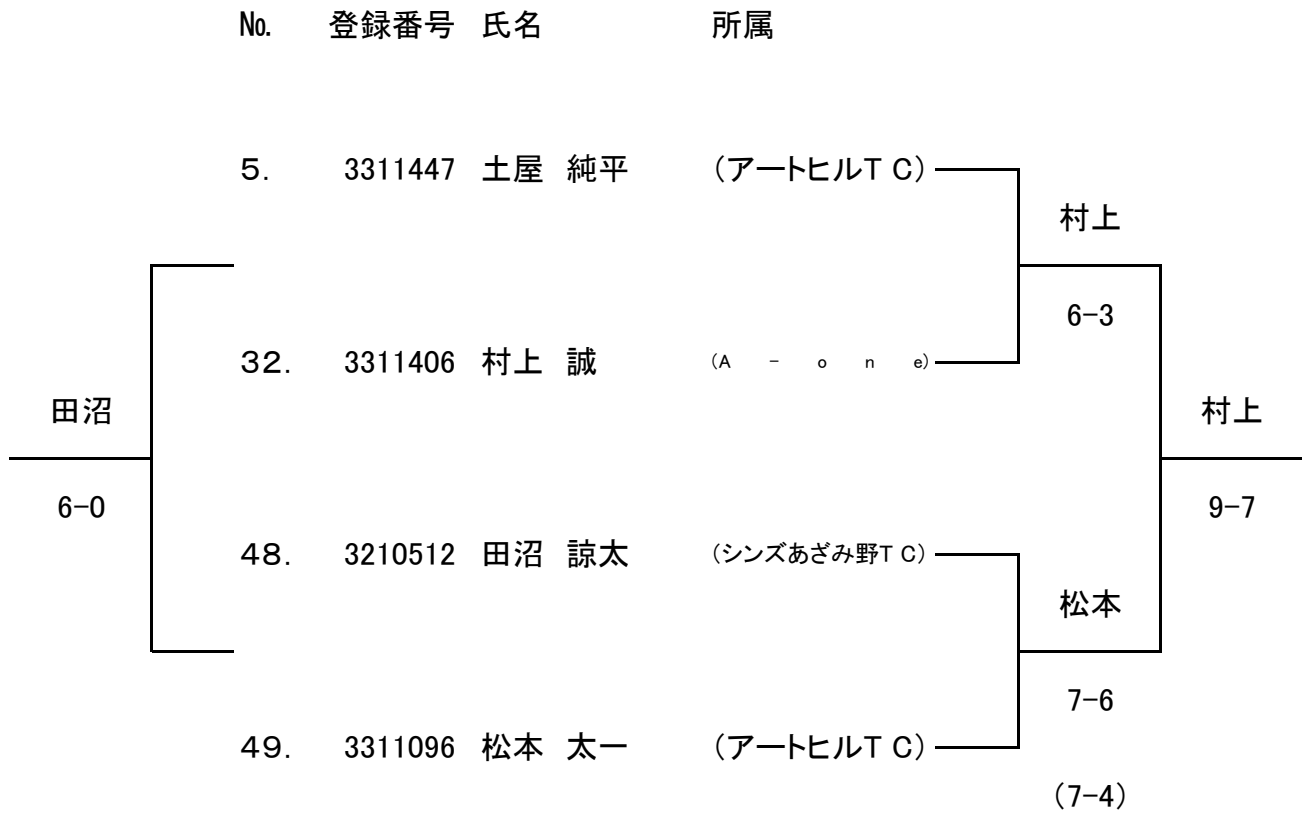 № 登録番号 氏名 所属
5. 3311447 土屋 純平 (アートヒルT C)
村上
6-3
32. 3311406 村上 誠 (A - o n e)
田沼
村上
6-0
9-7
48. 3210512 田沼 諒太 (シンズあざみ野T C)
松本
7-6
49. 3311096 松本 太一 (アートヒルT C)
(7-4)